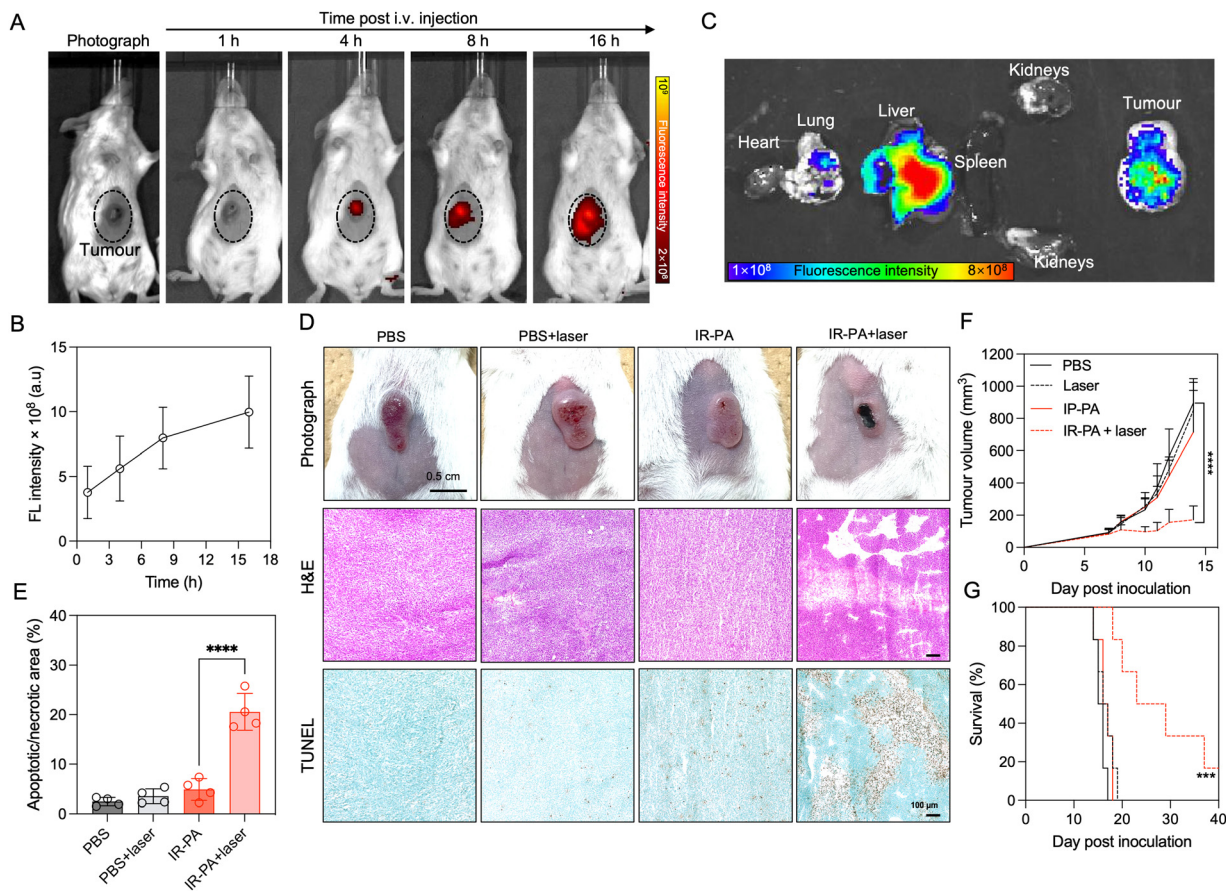 A
Time post i.v. injection
Photograph
1 h
4 h
8 h
16 h
Tumour
10⁹
Fluorescence intensity
2×10⁸
C
Heart
Lung
Liver
Spleen
Kidneys
Kidneys
Tumour
1×10⁸ Fluorescence intensity 8×10⁸
B
FL intensity × 10⁸ (a.u)
15
10
5
0
0 3 6 9 12 15 18
Time (h)
D
PBS
PBS+laser
IR-PA
IR-PA+laser
Photograph
0.5 cm
H&E
TUNEL
100 µm
E
Apoptotic/necrotic area (%)
40
30
20
10
0
****
PBS
PBS+laser
IR-PA
IR-PA+laser
F
Tumour volume (mm³)
1200
1000
800
600
400
200
0
0 5 10 15
Day post inoculation
PBS
Laser
IP-PA
IR-PA + laser
****
G
Survival (%)
100
80
60
40
20
0
0 10 20 30 40
Day post inoculation
***